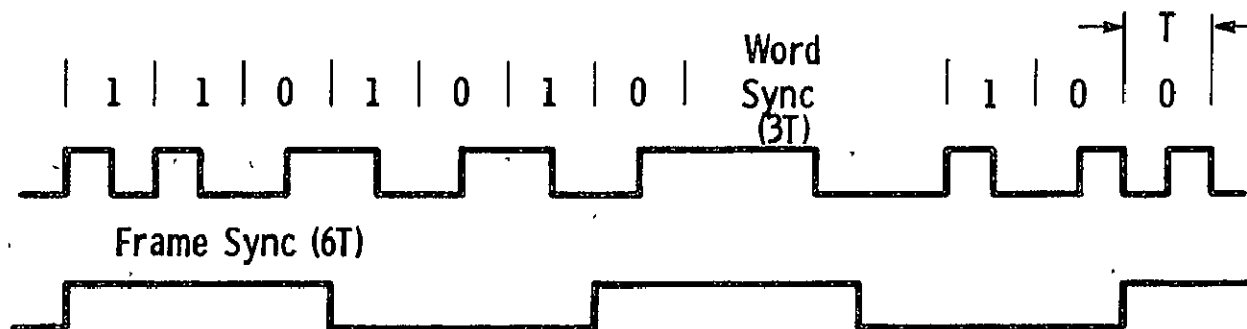 T
Word
| 1 | 1 | 0 | 1 | 0 | 1 | 0 | Sync | 1 | 0 | 0 |
(3T)
Frame Sync (6T)